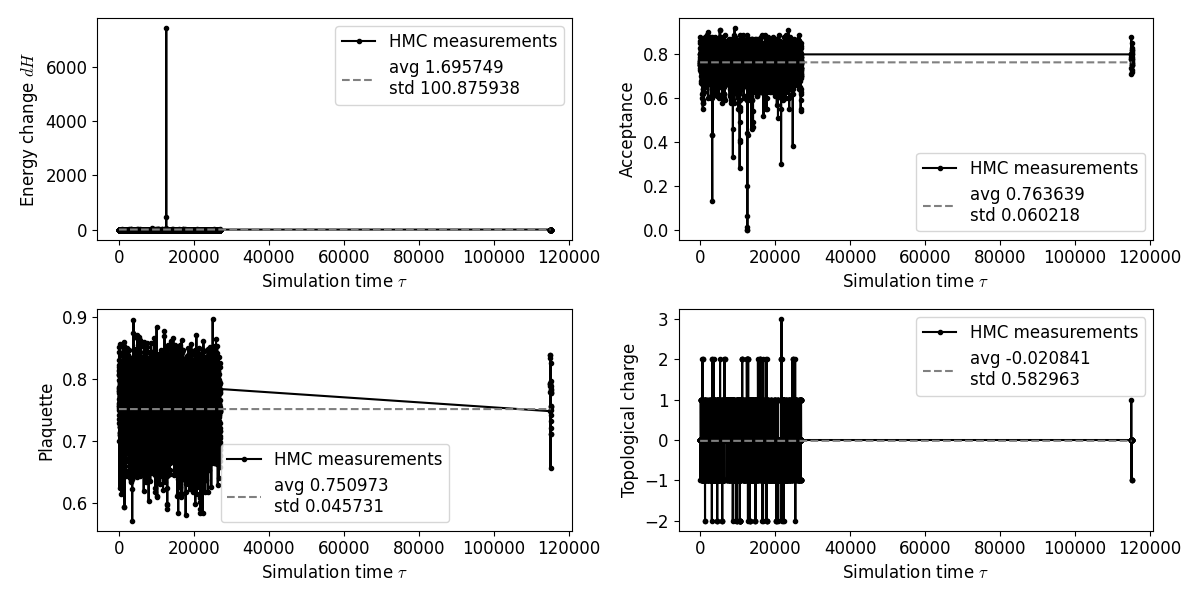 Energy change dH
6000
4000
2000
0
HMC measurements
avg 1.695749
std 100.875938
0 20000 40000 60000 80000 100000 120000
Simulation time τ
Acceptance
0.8
0.6
0.4
0.2
0.0
HMC measurements
avg 0.763639
std 0.060218
0 20000 40000 60000 80000 100000 120000
Simulation time τ
Plaquette
0.9
0.8
0.7
0.6
HMC measurements
avg 0.750973
std 0.045731
0 20000 40000 60000 80000 100000 120000
Simulation time τ
Topological charge
3
2
1
0
−1
−2
HMC measurements
avg -0.020841
std 0.582963
0 20000 40000 60000 80000 100000 120000
Simulation time τ